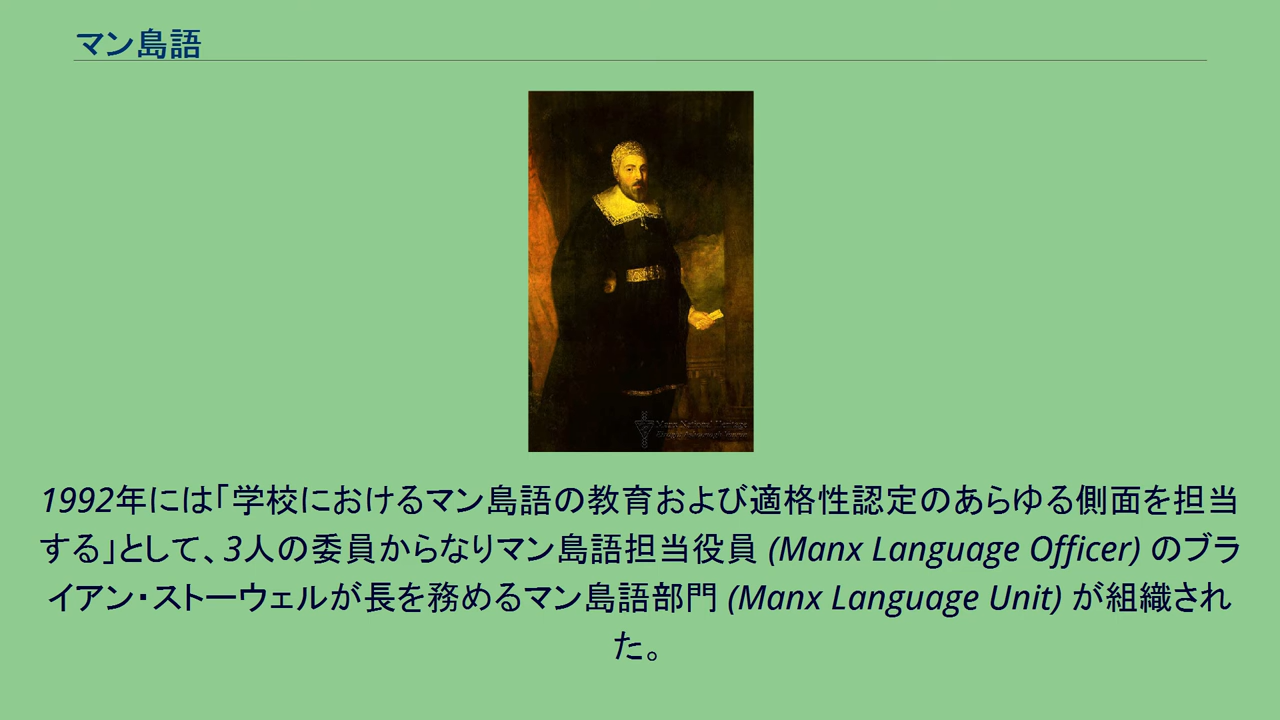 マン島語
Manx National Heritage
1992年には「学校におけるマン島語の教育および適格性認定のあらゆる側面を担当
する」として、3人の委員からなりマン島語担当役員 (Manx Language Officer) のブラ
イアン・ストーウェルが長を務めるマン島語部門 (Manx Language Unit) が組織され
た。